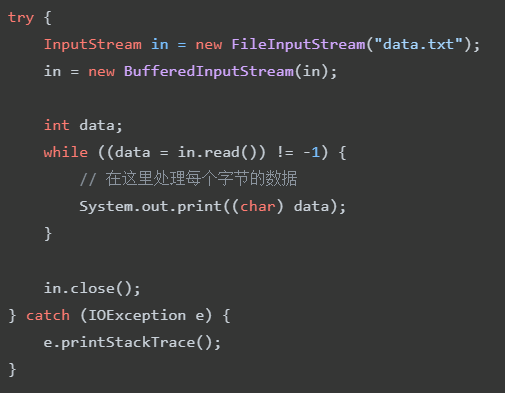 try {
    InputStream in = new FileInputStream("data.txt");
    in = new BufferedInputStream(in);

    int data;
    while ((data = in.read()) != -1) {
        // 在这里处理每个字节的数据
        System.out.print((char) data);
    }

    in.close();
} catch (IOException e) {
    e.printStackTrace();
}